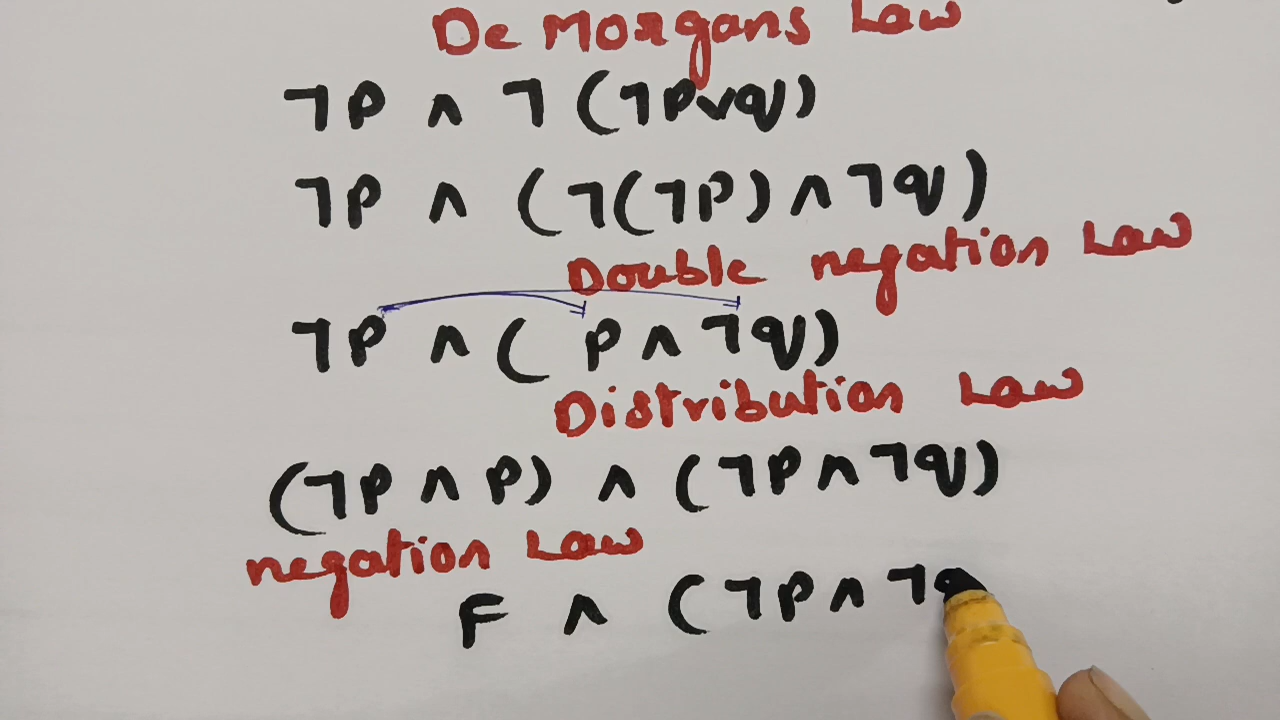 De Morgans Law
¬p ∧ ¬(¬p∨q)
¬p ∧ (¬(¬p) ∧ ¬q)
Double negation Law
¬p ∧ ( p ∧ ¬q)
Distribution Law
(¬p ∧ p) ∧ (¬p ∧ ¬q)
negation Law
F ∧ (¬p ∧ ¬q